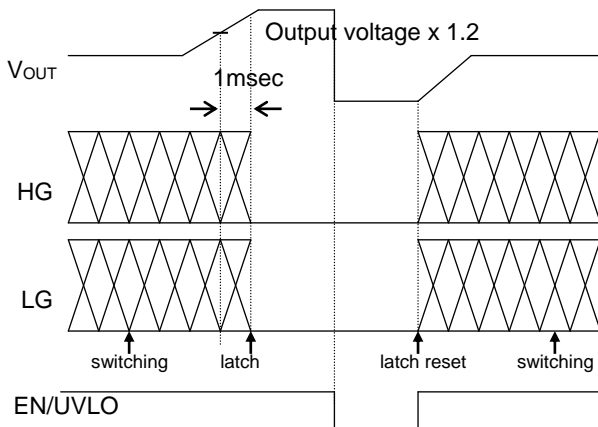 Output voltage x 1.2
VOUT
1msec
HG
LG
switching
latch
latch reset
switching
EN/UVLO